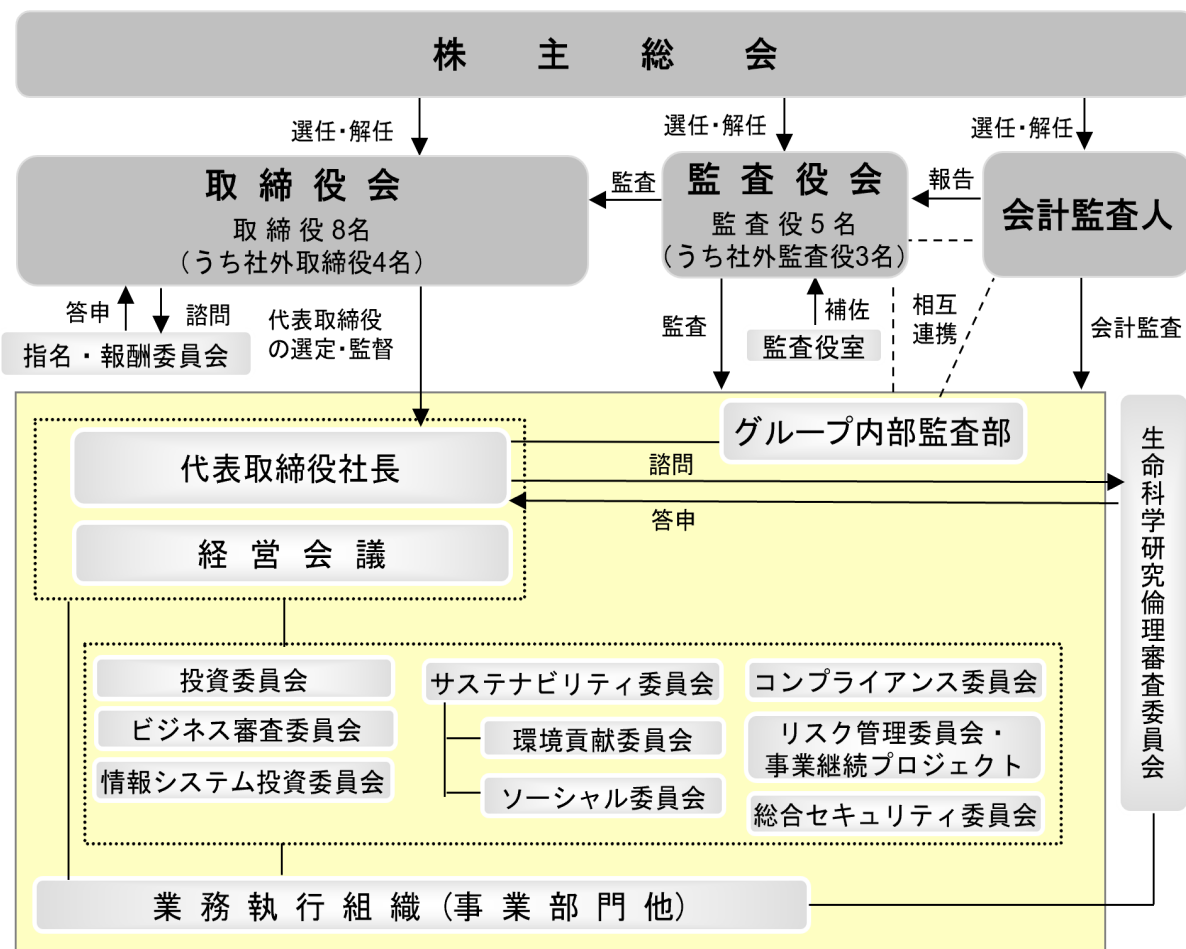 株主総会
選任・解任
選任・解任
選任・解任
取締役会
取締役8名
（うち社外取締役4名）
監査
監査役会
監査役5名
（うち社外監査役3名）
報告
会計監査人
答申
諮問
指名・報酬委員会
代表取締役
の選定・監督
監査
補佐
監査役室
相互
連携
会計監査
グループ内部監査部
代表取締役社長
諮問
答申
経営会議
生命科学研究倫理審査委員会
投資委員会
ビジネス審査委員会
情報システム投資委員会
サステナビリティ委員会
環境貢献委員会
ソーシャル委員会
コンプライアンス委員会
リスク管理委員会・
事業継続プロジェクト
総合セキュリティ委員会
業務執行組織（事業部門他）